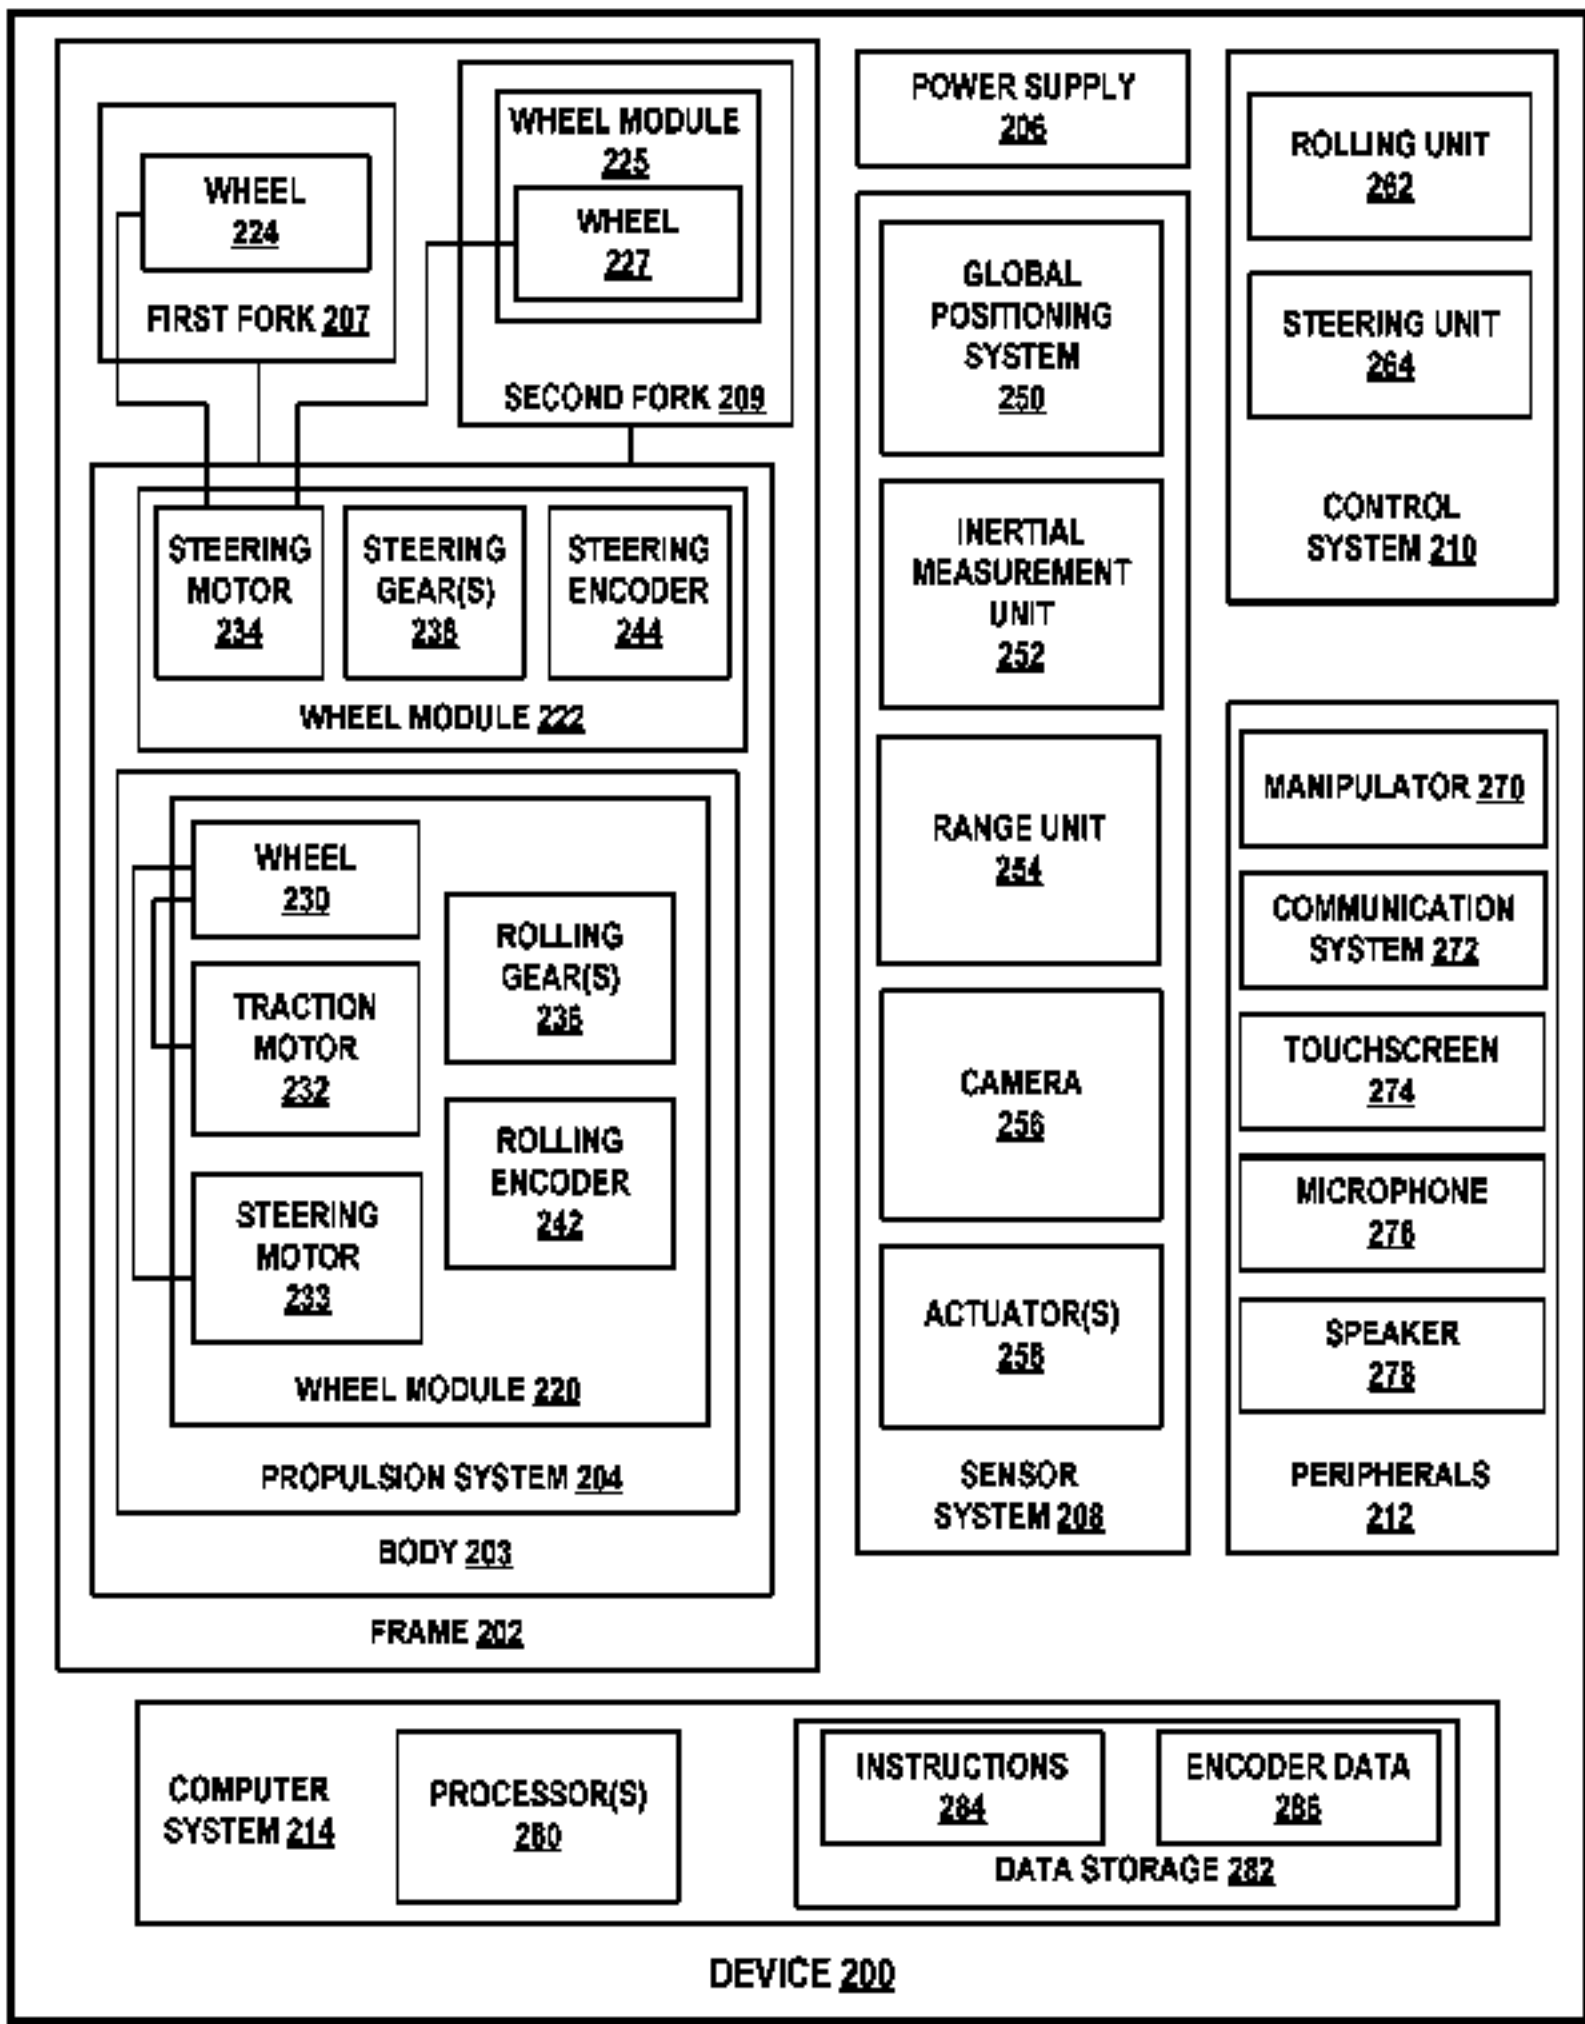 WHEEL
224
FIRST FORK 207
WHEEL MODULE
225
WHEEL
227
SECOND FORK 209
STEERING
MOTOR
234
STEERING
GEAR(S)
238
STEERING
ENCODER
244
WHEEL MODULE 222
WHEEL
230
TRACTION
MOTOR
232
STEERING
MOTOR
233
ROLLING
GEAR(S)
236
ROLLING
ENCODER
242
WHEEL MODULE 220
PROPULSION SYSTEM 204
BODY 203
FRAME 202
POWER SUPPLY
206
GLOBAL
POSITIONING
SYSTEM
250
INERTIAL
MEASUREMENT
UNIT
252
RANGE UNIT
254
CAMERA
256
ACTUATOR(S)
258
SENSOR
SYSTEM 208
ROLLING UNIT
262
STEERING UNIT
264
CONTROL
SYSTEM 210
MANIPULATOR 270
COMMUNICATION
SYSTEM 272
TOUCHSCREEN
274
MICROPHONE
276
SPEAKER
278
PERIPHERALS
212
COMPUTER
SYSTEM 214
PROCESSOR(S)
280
INSTRUCTIONS
284
ENCODER DATA
286
DATA STORAGE 282
DEVICE 200